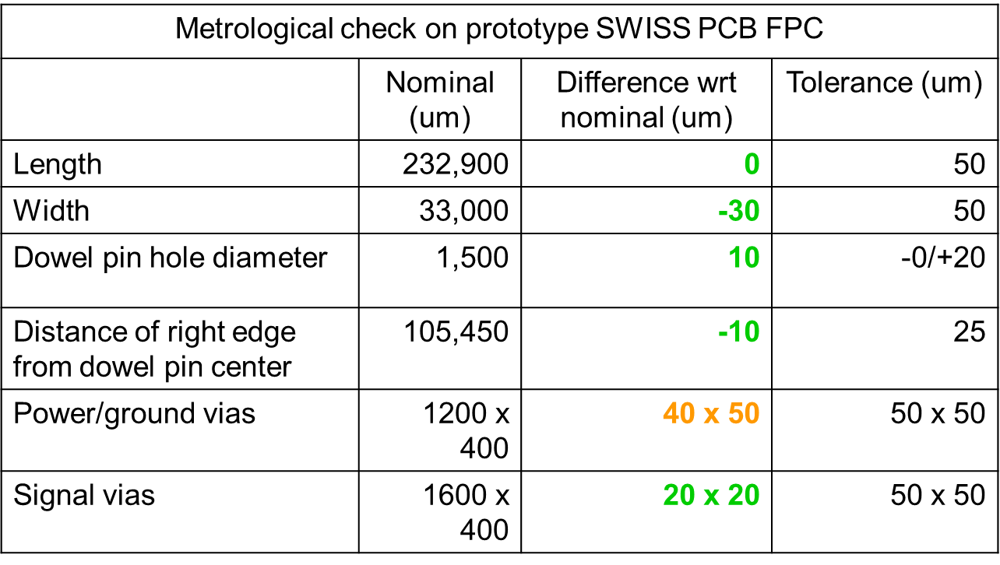 Metrological check on prototype SWISS PCB FPC
Nominal (um) Difference wrt nominal (um) Tolerance (um)
Length 232,900 0 50
Width 33,000 -30 50
Dowel pin hole diameter 1,500 10 -0/+20
Distance of right edge from dowel pin center 105,450 -10 25
Power/ground vias 1200 x 400 40 x 50 50 x 50
Signal vias 1600 x 400 20 x 20 50 x 50